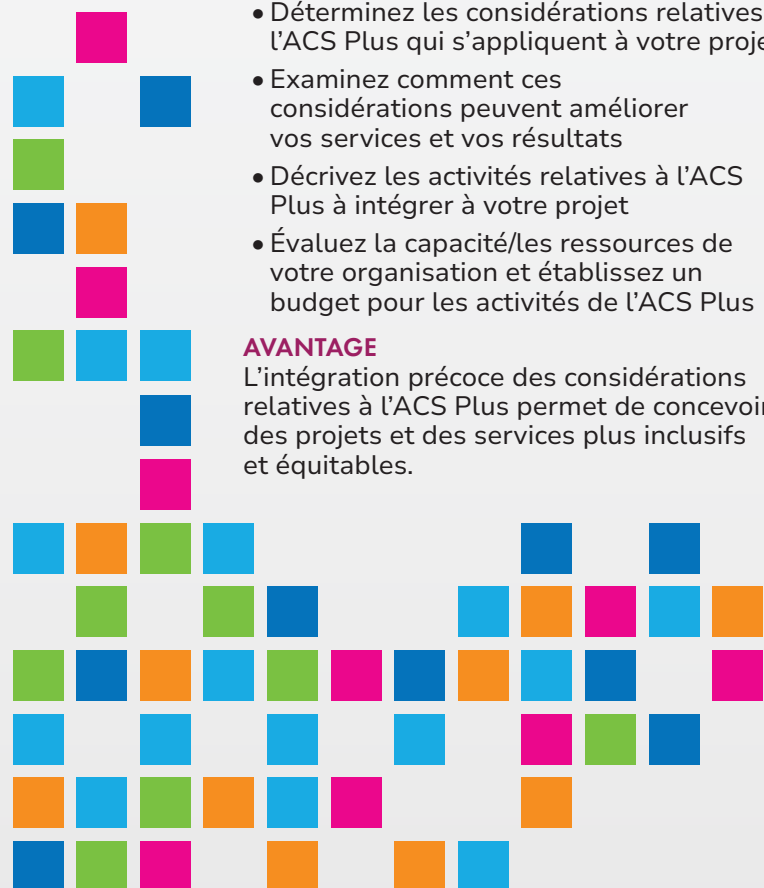 • Déterminez les considérations relatives
l’ACS Plus qui s’appliquent à votre
• Examinez comment ces
considérations peuvent améliorer
vos services et vos résultats
• Décrivez les activités relatives à l’ACS
Plus à intégrer à votre projet
• Évaluez la capacité/les ressources de
votre organisation et établissez un
budget pour les activités de l’ACS Plus
AVANTAGE
L’intégration précoce des considérations
relatives à l’ACS Plus permet de concevoir
des projets et des services plus inclusifs
et équitables.